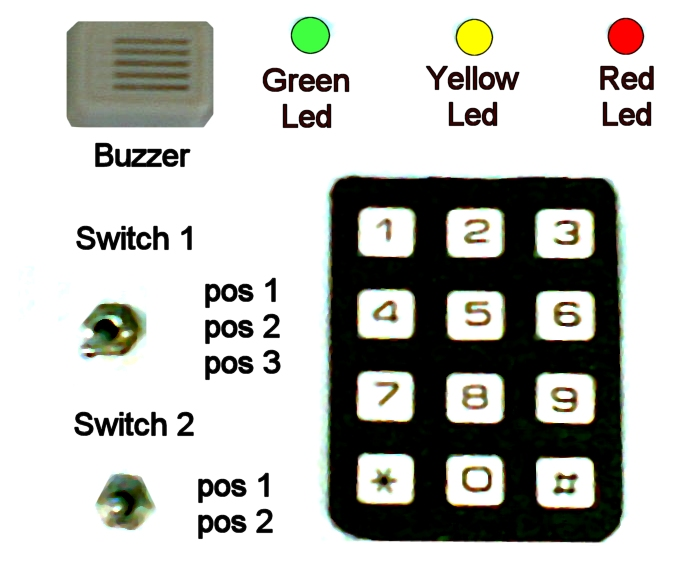 Green
Led
Yellow
Led
Red
Led
Buzzer
Switch 1
pos 1
pos 2
pos 3
Switch 2
pos 1
pos 2
1 2 3
4 5 6
7 8 9
* 0 #